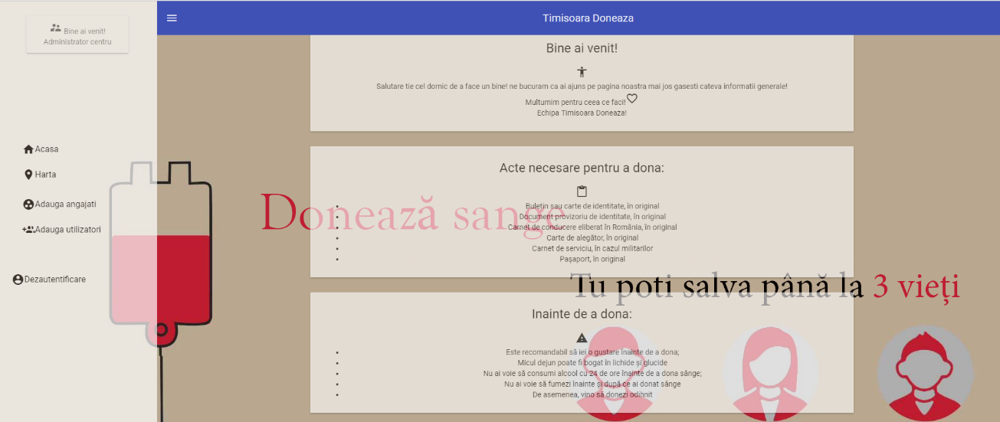 Bine ai venit!
Administrator centru
Acasa
Harta
Adauga angajati
Adauga utilizatori
Dezautentificare
Timisoara Doneaza
Bine ai venit!
Salutare tie cel dornic de a face un bine! ne bucuram ca ai ajuns pe pagina noastra mai jos gasesti cateva informatii generale!
Multumim pentru ceea ce faci!
Echipa Timisoara Doneaza!
Acte necesare pentru a dona:
Buletin sau carte de identitate, în original
Document provizoriu de identitate, în original
Carnet de conducere eliberat în România, în original
Carte de alegător, în original
Carnet de serviciu, în cazul militarilor
Pașaport, în original
Donează sange
Tu poti salva până la 3 vieți
Inainte de a dona:
Este recomandabil să iei o gustare înainte de a dona;
Micul dejun poate fi bogat în lichide și glucide
Nu ai voie să consumi alcool cu 24 de ore înainte de a dona sânge;
Nu ai voie să fumezi înainte și după ce ai donat sânge
De asemenea, vino să donezi odihnit